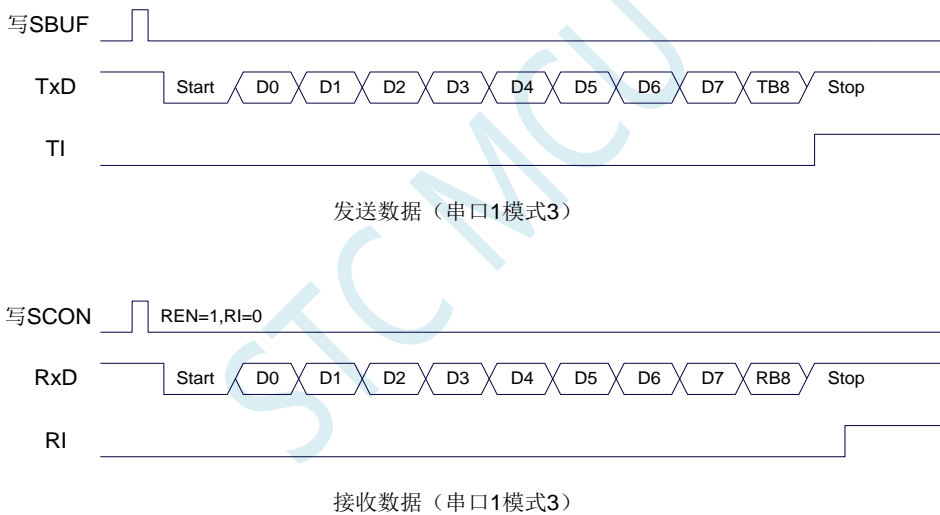 写SBUF
TxD Start D0 D1 D2 D3 D4 D5 D6 D7 TB8 Stop
TI
发送数据（串口1模式3）
写SCON REN=1,RI=0
RxD Start D0 D1 D2 D3 D4 D5 D6 D7 RB8 Stop
RI
接收数据（串口1模式3）
STC MCU